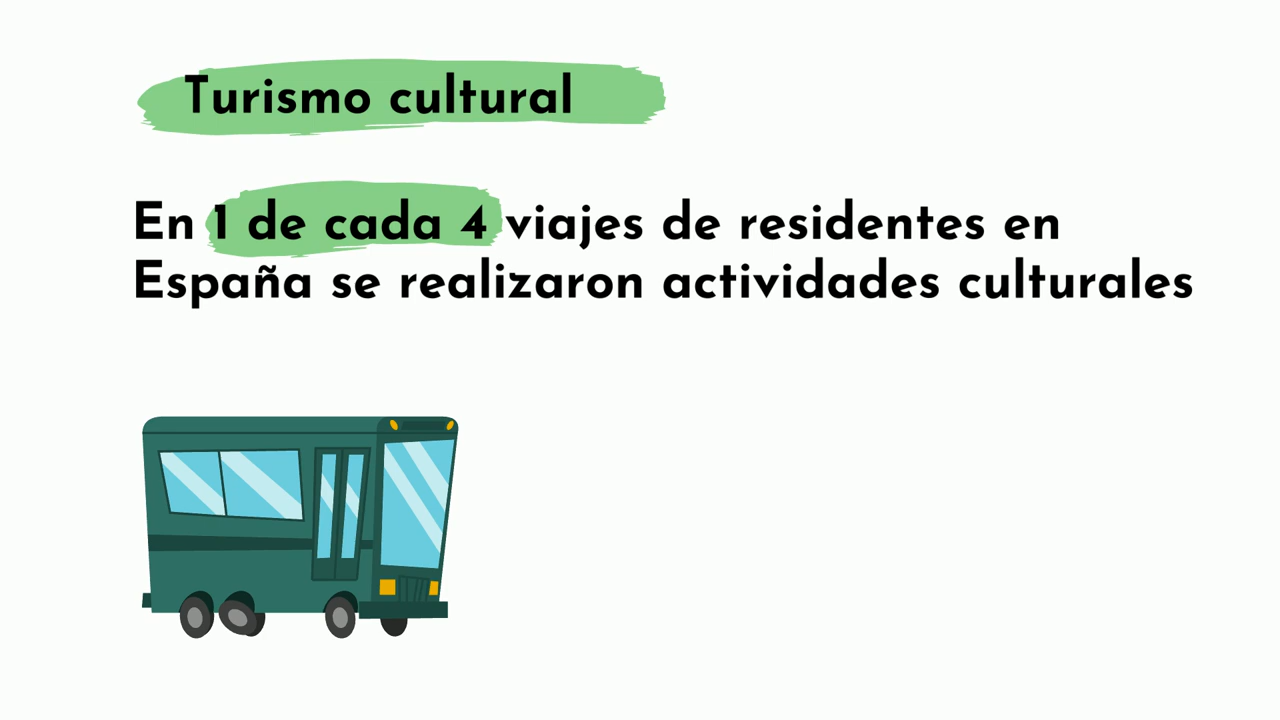 Turismo cultural
En 1 de cada 4 viajes de residentes en
España se realizaron actividades culturales